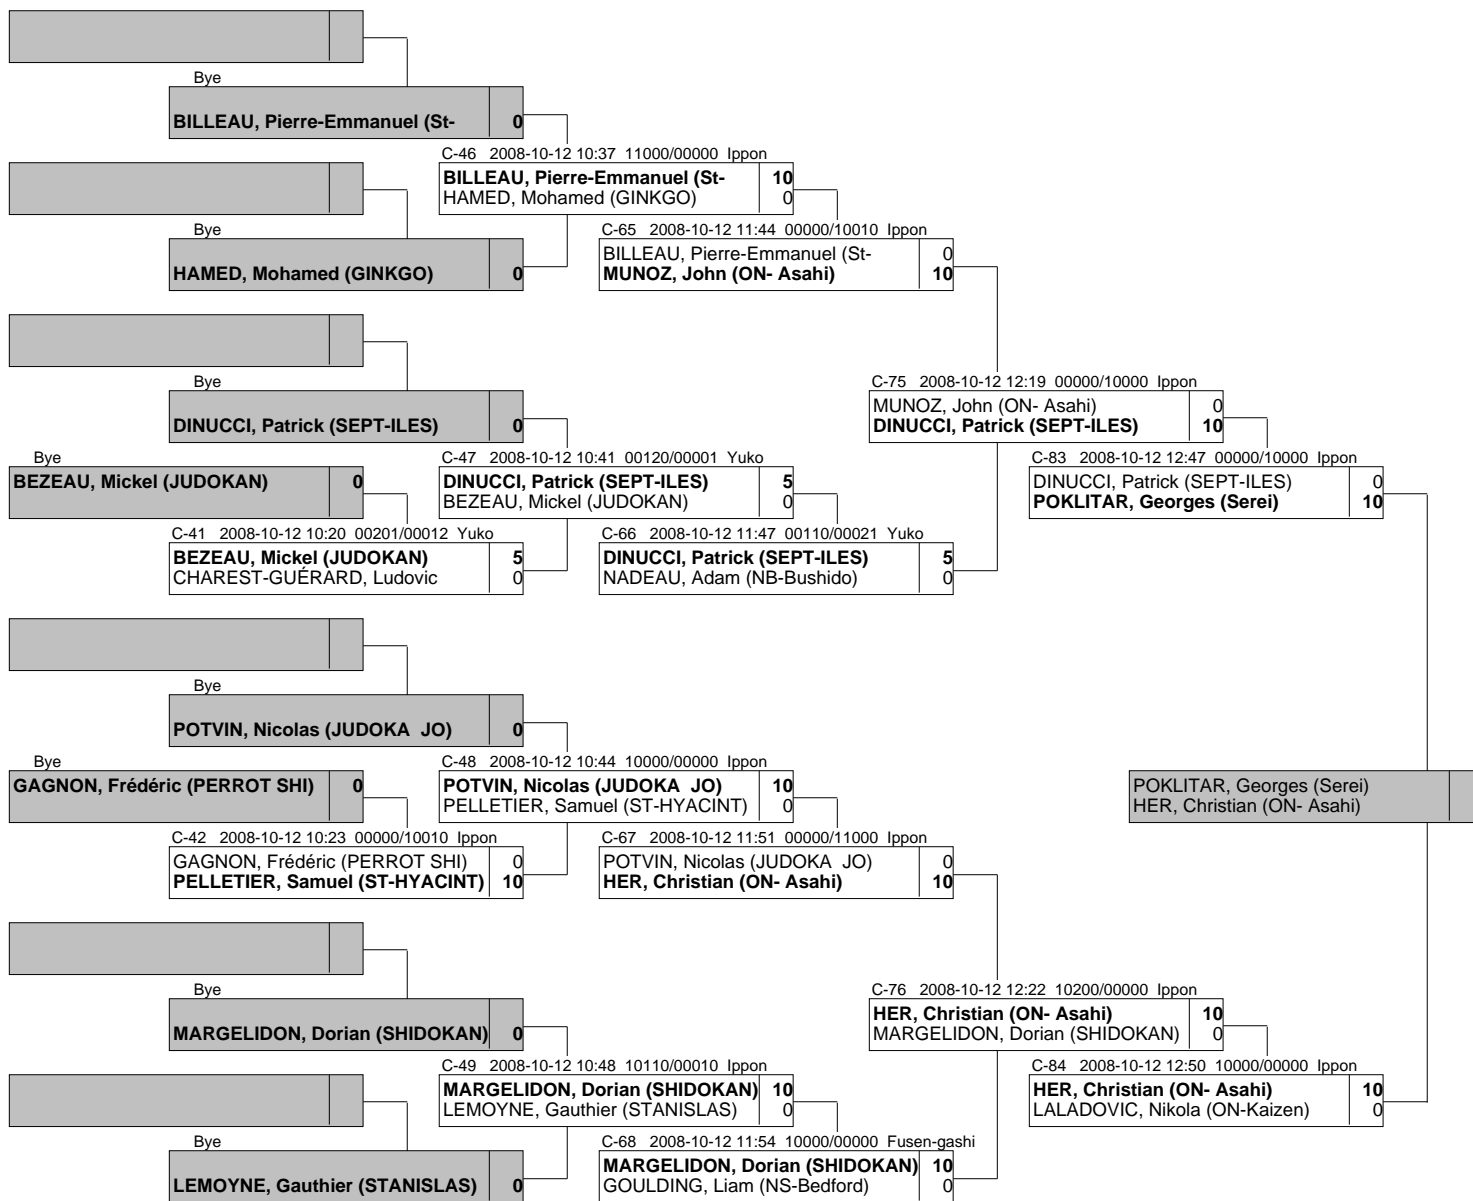 Bye
BILLEAU, Pierre-Emmanuel (St- 0
C-46 2008-10-12 10:37 11000/00000 Ippon
BILLEAU, Pierre-Emmanuel (St- 10
HAMED, Mohamed (GINKGO) 0
Bye
HAMED, Mohamed (GINKGO) 0
C-65 2008-10-12 11:44 00000/10010 Ippon
BILLEAU, Pierre-Emmanuel (St- 0
MUNOZ, John (ON- Asahi) 10
Bye
DINUCCI, Patrick (SEPT-ILES) 0
C-75 2008-10-12 12:19 00000/10000 Ippon
MUNOZ, John (ON- Asahi) 0
DINUCCI, Patrick (SEPT-ILES) 10
Bye
BEZEAU, Mickel (JUDOKAN) 0
C-47 2008-10-12 10:41 00120/00001 Yuko
DINUCCI, Patrick (SEPT-ILES) 5
BEZEAU, Mickel (JUDOKAN) 0
C-83 2008-10-12 12:47 00000/10000 Ippon
DINUCCI, Patrick (SEPT-ILES) 0
POKLITAR, Georges (Serei) 10
C-41 2008-10-12 10:20 00201/00012 Yuko
BEZEAU, Mickel (JUDOKAN) 5
CHAREST-GUÉRARD, Ludovic 0
C-66 2008-10-12 11:47 00110/00021 Yuko
DINUCCI, Patrick (SEPT-ILES) 5
NADEAU, Adam (NB-Bushido) 0
Bye
POTVIN, Nicolas (JUDOKA JO) 0
Bye
GAGNON, Frédéric (PERROT SHI) 0
C-48 2008-10-12 10:44 10000/00000 Ippon
POTVIN, Nicolas (JUDOKA JO) 10
PELLETIER, Samuel (ST-HYACINT) 0
POKLITAR, Georges (Serei)
HER, Christian (ON- Asahi)
C-42 2008-10-12 10:23 00000/10010 Ippon
GAGNON, Frédéric (PERROT SHI) 0
PELLETIER, Samuel (ST-HYACINT) 10
C-67 2008-10-12 11:51 00000/11000 Ippon
POTVIN, Nicolas (JUDOKA JO) 0
HER, Christian (ON- Asahi) 10
Bye
MARGELIDON, Dorian (SHIDOKAN) 0
C-76 2008-10-12 12:22 10200/00000 Ippon
HER, Christian (ON- Asahi) 10
MARGELIDON, Dorian (SHIDOKAN) 0
C-49 2008-10-12 10:48 10110/00010 Ippon
MARGELIDON, Dorian (SHIDOKAN) 10
LEMOYNE, Gauthier (STANISLAS) 0
C-84 2008-10-12 12:50 10000/00000 Ippon
HER, Christian (ON- Asahi) 10
LALADOVIC, Nikola (ON-Kaizen) 0
Bye
LEMOYNE, Gauthier (STANISLAS) 0
C-68 2008-10-12 11:54 10000/00000 Fusen-gashi
MARGELIDON, Dorian (SHIDOKAN) 10
GOULDING, Liam (NS-Bedford) 0